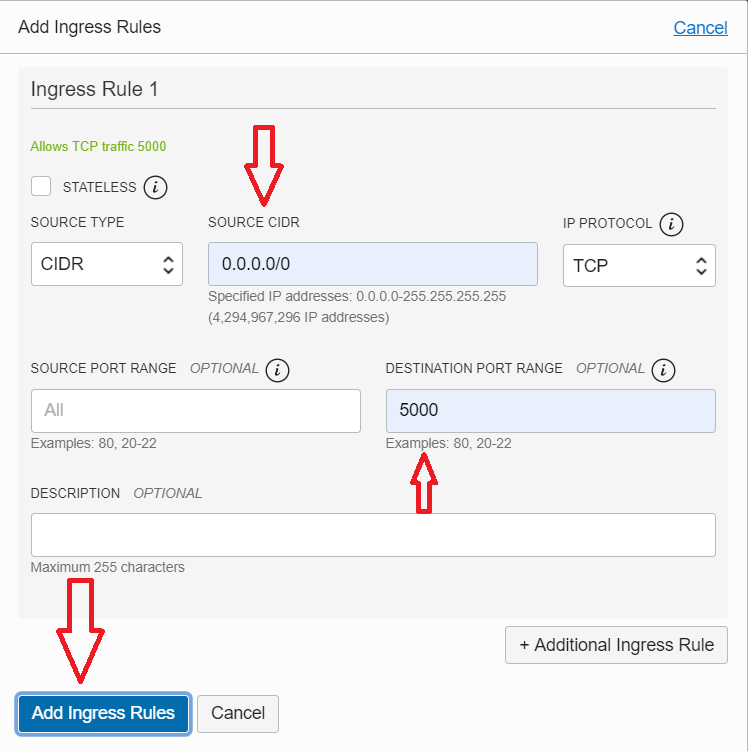 Add Ingress Rules
Cancel
Ingress Rule 1
Allows TCP traffic 5000
STATELESS i
SOURCE TYPE
SOURCE CIDR
IP PROTOCOL i
CIDR
0.0.0.0/0
TCP
Specified IP addresses: 0.0.0.0-255.255.255.255
(4,294,967,296 IP addresses)
SOURCE PORT RANGE OPTIONAL i
DESTINATION PORT RANGE OPTIONAL i
All
5000
Examples: 80, 20-22
Examples: 80, 20-22
DESCRIPTION OPTIONAL
Maximum 255 characters
+ Additional Ingress Rule
Add Ingress Rules
Cancel